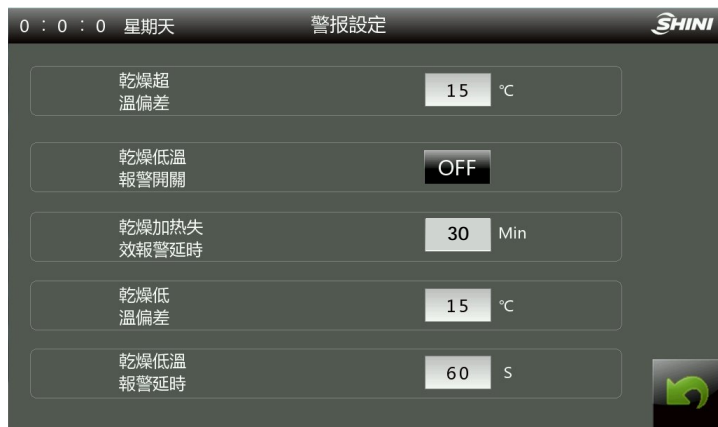 0 : 0 : 0 星期天 警报設定 SHINI
乾燥超
溫偏差
15 ℃
乾燥低溫
報警開關
OFF
乾燥加热失
效報警延時
30 Min
乾燥低
溫偏差
15 ℃
乾燥低溫
報警延時
60 S